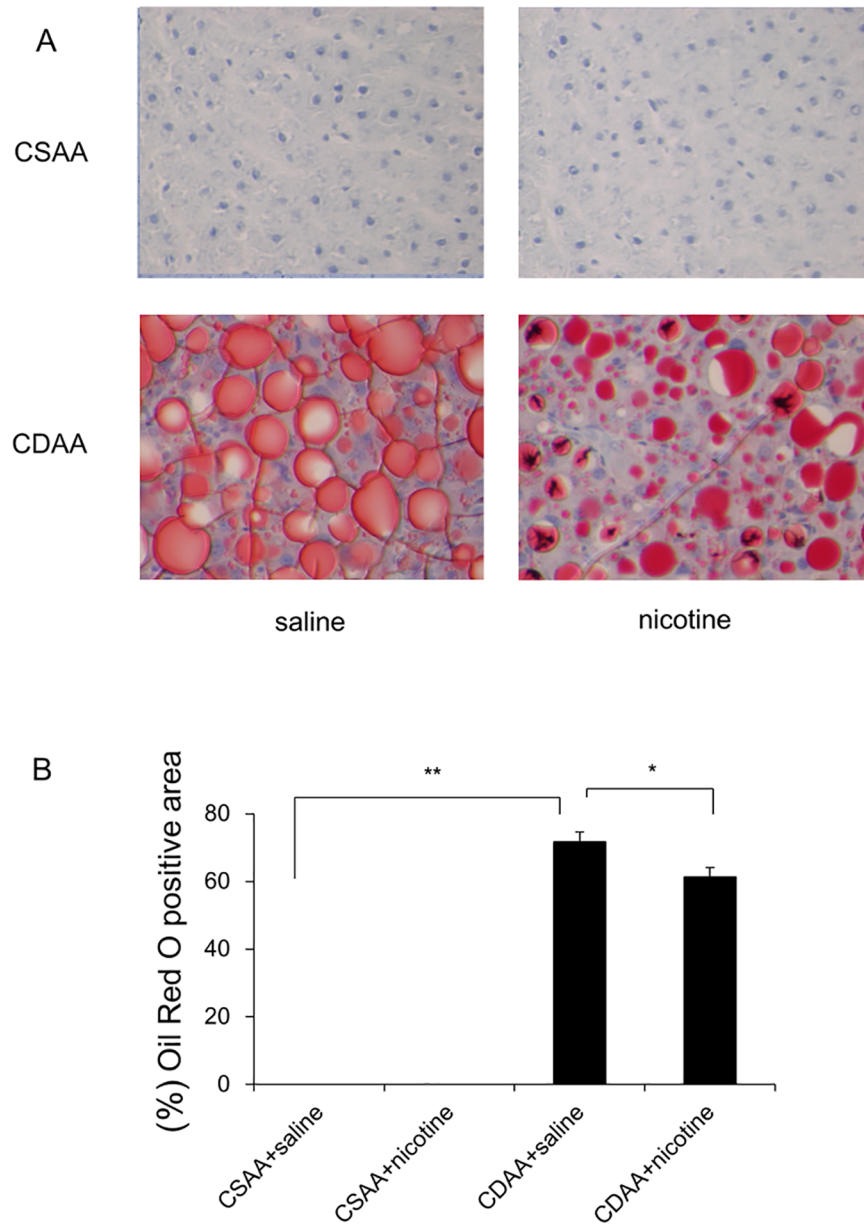 A
CSAA
CDAA
saline
nicotine
B
(%) Oil Red O positive area
**
*
80
60
40
20
0
CSAA+saline
CSAA+nicotine
CDAA+saline
CDAA+nicotine